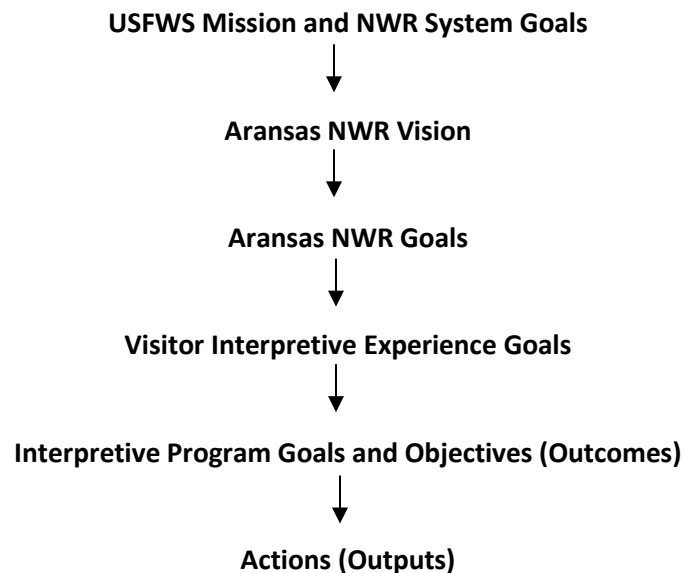 USFWS Mission and NWR System Goals
Aransas NWR Vision
Aransas NWR Goals
Visitor Interpretive Experience Goals
Interpretive Program Goals and Objectives (Outcomes)
Actions (Outputs)